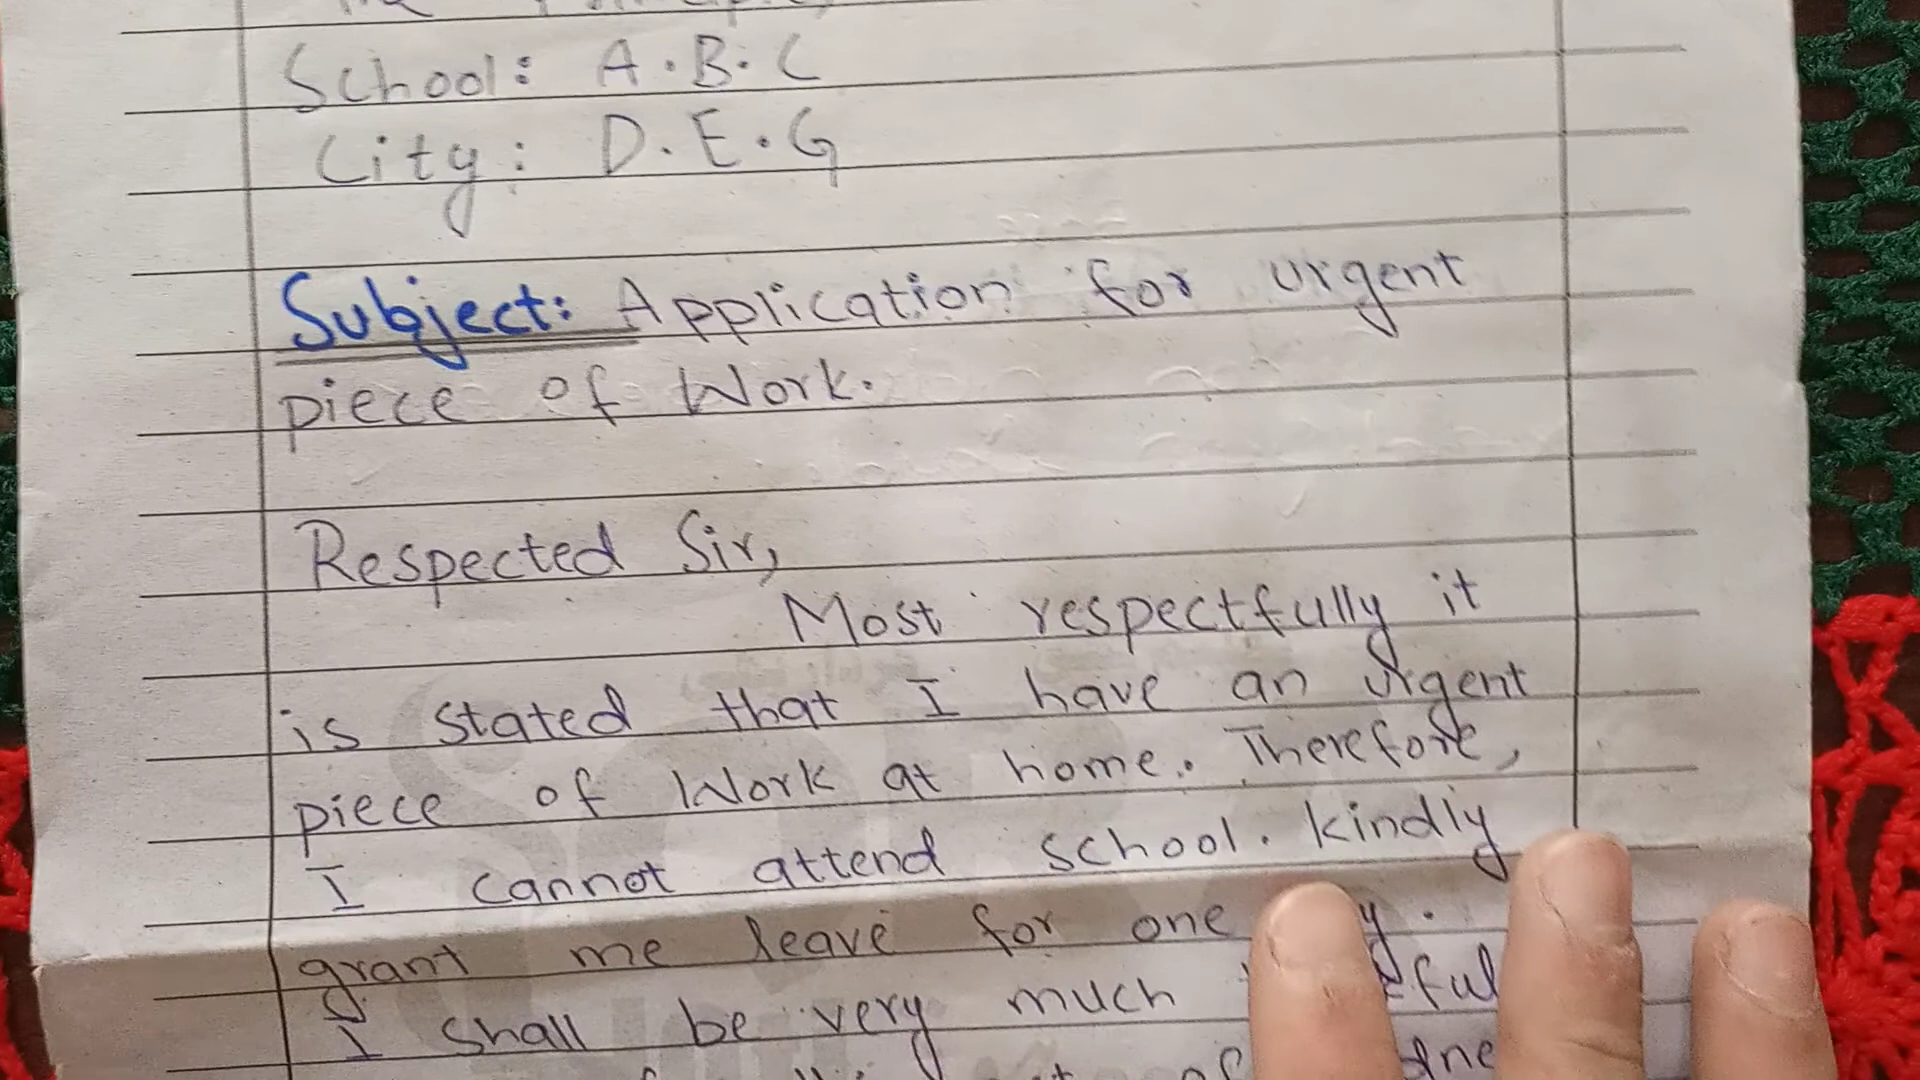 School: A.B.C
City: D.E.G
Subject: Application for urgent
piece of Work.
Respected Sir,
Most respectfully it
is stated that I have an urgent
piece of Work at home. Therefore,
I cannot attend school. kindly
grant me leave for one
I shall be very much